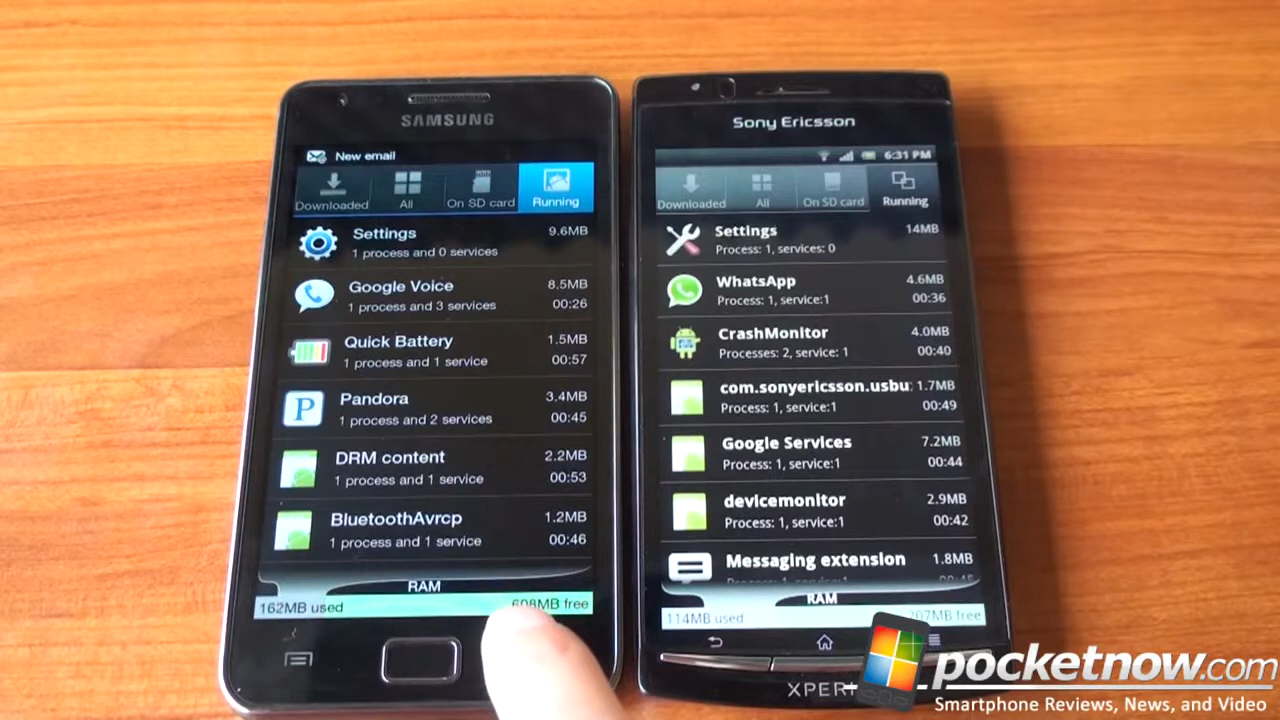 SAMSUNG
New email
Downloaded
All
On SD card
Running
Settings
9.6MB
1 process and 0 services
Google Voice
8.5MB
1 process and 3 services
00:26
Quick Battery
1.5MB
1 process and 1 service
00:57
Pandora
3.4MB
1 process and 2 services
00:45
DRM content
2.2MB
1 process and 1 service
00:53
BluetoothAvrcp
1.2MB
1 process and 1 service
00:46
RAM
162MB used
608MB free
Sony Ericsson
6:31 PM
Downloaded
All
On SD card
Running
Settings
14MB
Process: 1, services: 0
WhatsApp
4.6MB
Process: 1, service:1
00:36
CrashMonitor
4.0MB
Processes: 2, service: 1
00:40
com.sonyericsson.usbu
1.7MB
Process: 1, service:1
00:49
Google Services
7.2MB
Process: 1, service:1
00:44
devicemonitor
2.9MB
Process: 1, service:1
00:42
Messaging extension
1.8MB
RAM
114MB used
207MB free
XPERI
pocketnow.com
Smartphone Reviews, News, and Video